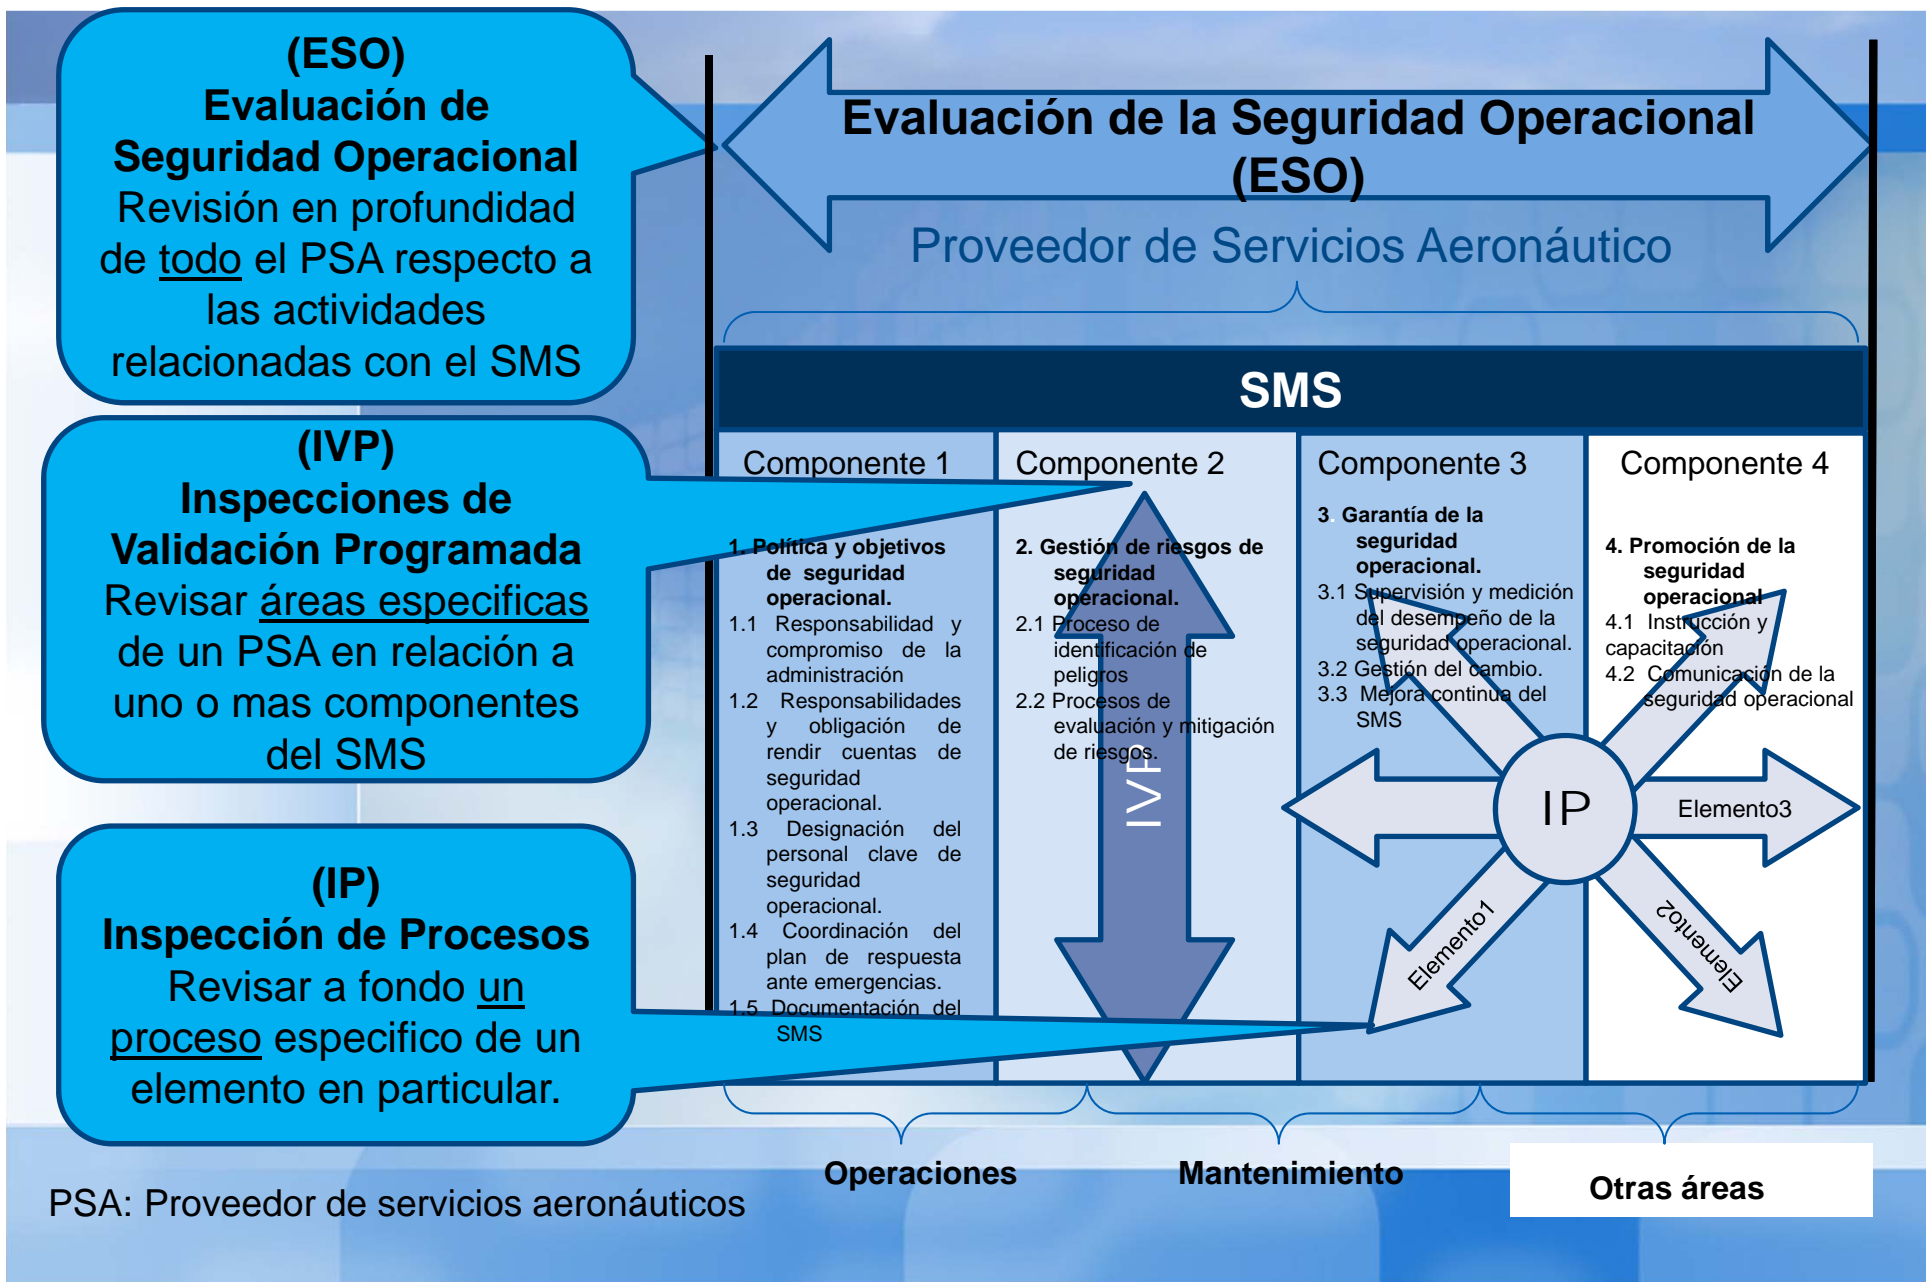 (ESO)
Evaluación de
Seguridad Operacional
Revisión en profundidad
de todo el PSA respecto a
las actividades
relacionadas con el SMS
(IVP)
Inspecciones de
Validación Programada
Revisar áreas especificas
de un PSA en relación a
uno o mas componentes
del SMS
(IP)
Inspección de Procesos
Revisar a fondo un
proceso especifico de un
elemento en particular.
PSA: Proveedor de servicios aeronáuticos
Evaluación de la Seguridad Operacional
(ESO)
Proveedor de Servicios Aeronáutico
SMS
Componente 1
1. Política y objetivos
de seguridad
operacional.
1.1 Responsabilidad y
compromiso de la
administración
1.2 Responsabilidades
y obligación de
rendir cuentas de
seguridad
operacional.
1.3 Designación del
personal clave de
seguridad
operacional.
1.4 Coordinación del
plan de respuesta
ante emergencias.
1.5 Documentación del
SMS
Componente 2
2. Gestión de riesgos de
seguridad
operacional.
2.1 Proceso de
identificación de
peligros
2.2 Procesos de
evaluación y mitigación
de riesgos.
IVP
Componente 3
3. Garantía de la
seguridad
operacional.
3.1 Supervisión y medición
del desempeño de la
seguridad operacional.
3.2 Gestión del cambio.
3.3 Mejora continua del
SMS
Componente 4
4. Promoción de la
seguridad
operacional
4.1 Instrucción y
capacitación
4.2 Comunicación de la
seguridad operacional
IP
Elemento3
Elemento1
Elemento2
Operaciones
Mantenimiento
Otras áreas